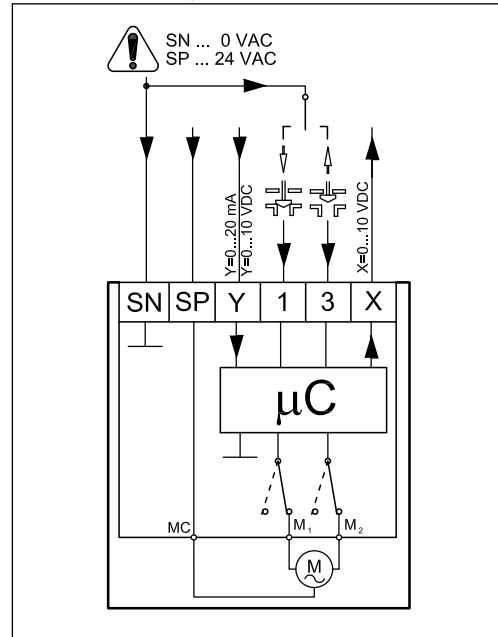 SN ... 0 VAC
SP ... 24 VAC
Y=0...20 mA
Y=0...10 VDC
X=0...10 VDC
SN SP Y 1 3 X
µC
MC M₁ M₂
M